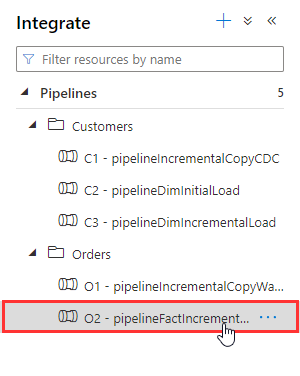 Integrate
Filter resources by name
Pipelines 5
Customers
C1 - pipelineIncrementalCopyCDC
C2 - pipelineDimInitialLoad
C3 - pipelineDimIncrementalLoad
Orders
O1 - pipelineIncrementalCopyWa...
O2 - pipelineFactIncrement...